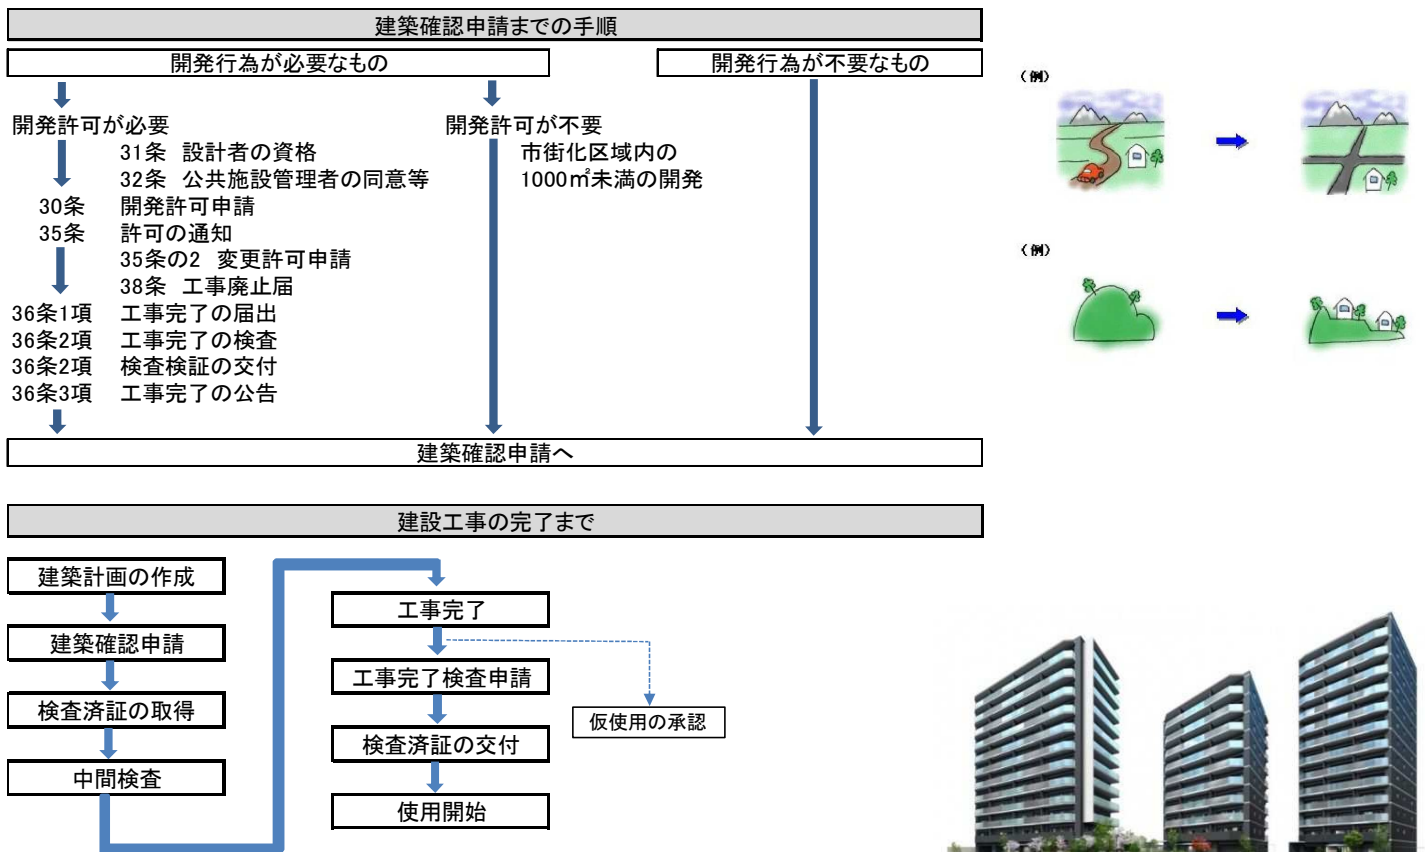 建築確認申請までの手順
開発行為が必要なもの
開発行為が不要なもの
開発許可が必要
開発許可が不要
31条 設計者の資格
32条 公共施設管理者の同意等
市街化区域内の
1000㎡未満の開発
30条 開発許可申請
35条 許可の通知
35条の2 変更許可申請
38条 工事廃止届
36条1項 工事完了の届出
36条2項 工事完了の検査
36条2項 検査検証の交付
36条3項 工事完了の公告
建築確認申請へ
（例）
（例）
建設工事の完了まで
建築計画の作成
建築確認申請
検査済証の取得
中間検査
工事完了
工事完了検査申請
仮使用の承認
検査済証の交付
使用開始